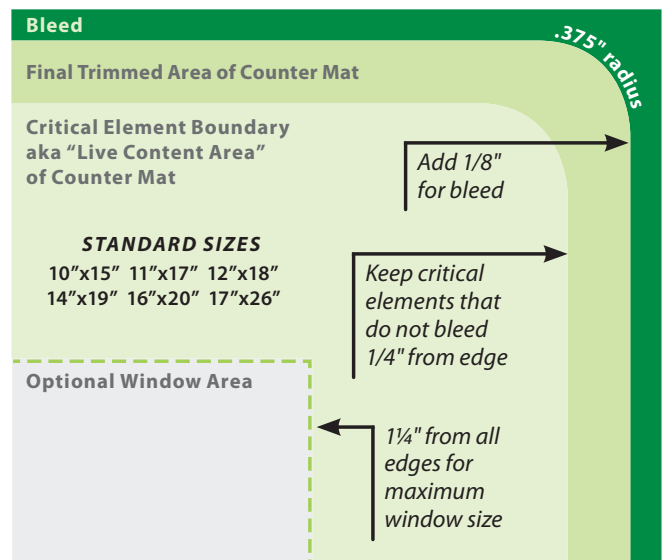 Bleed
.375" radius
Final Trimmed Area of Counter Mat
Critical Element Boundary
aka “Live Content Area”
of Counter Mat
Add 1/8"
for bleed
STANDARD SIZES
10”x15” 11”x17” 12”x18”
14”x19” 16”x20” 17”x26”
Keep critical
elements that
do not bleed
1/4" from edge
Optional Window Area
1¼" from all
edges for
maximum
window size